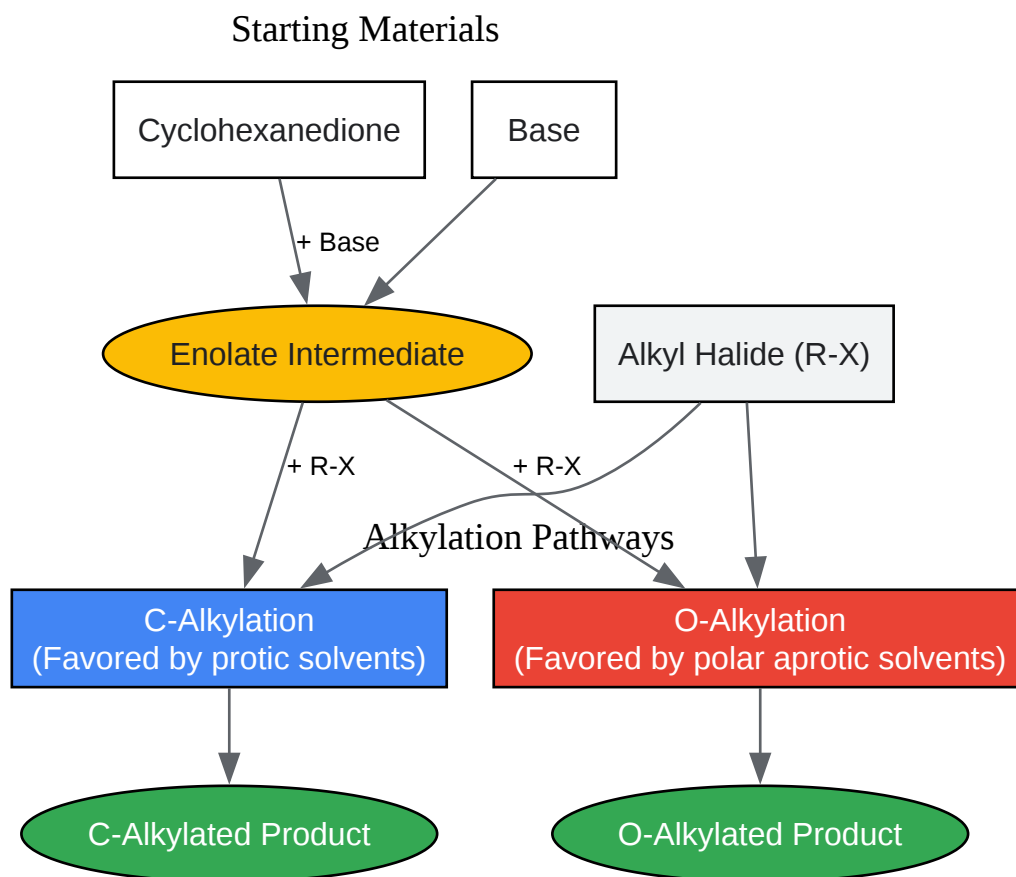 Starting Materials
Cyclohexanedione
Base
+ Base
Enolate Intermediate
Alkyl Halide (R-X)
+ R-X
+ R-X
Alkylation Pathways
C-Alkylation
(Favored by protic solvents)
O-Alkylation
(Favored by polar aprotic solvents)
C-Alkylated Product
O-Alkylated Product